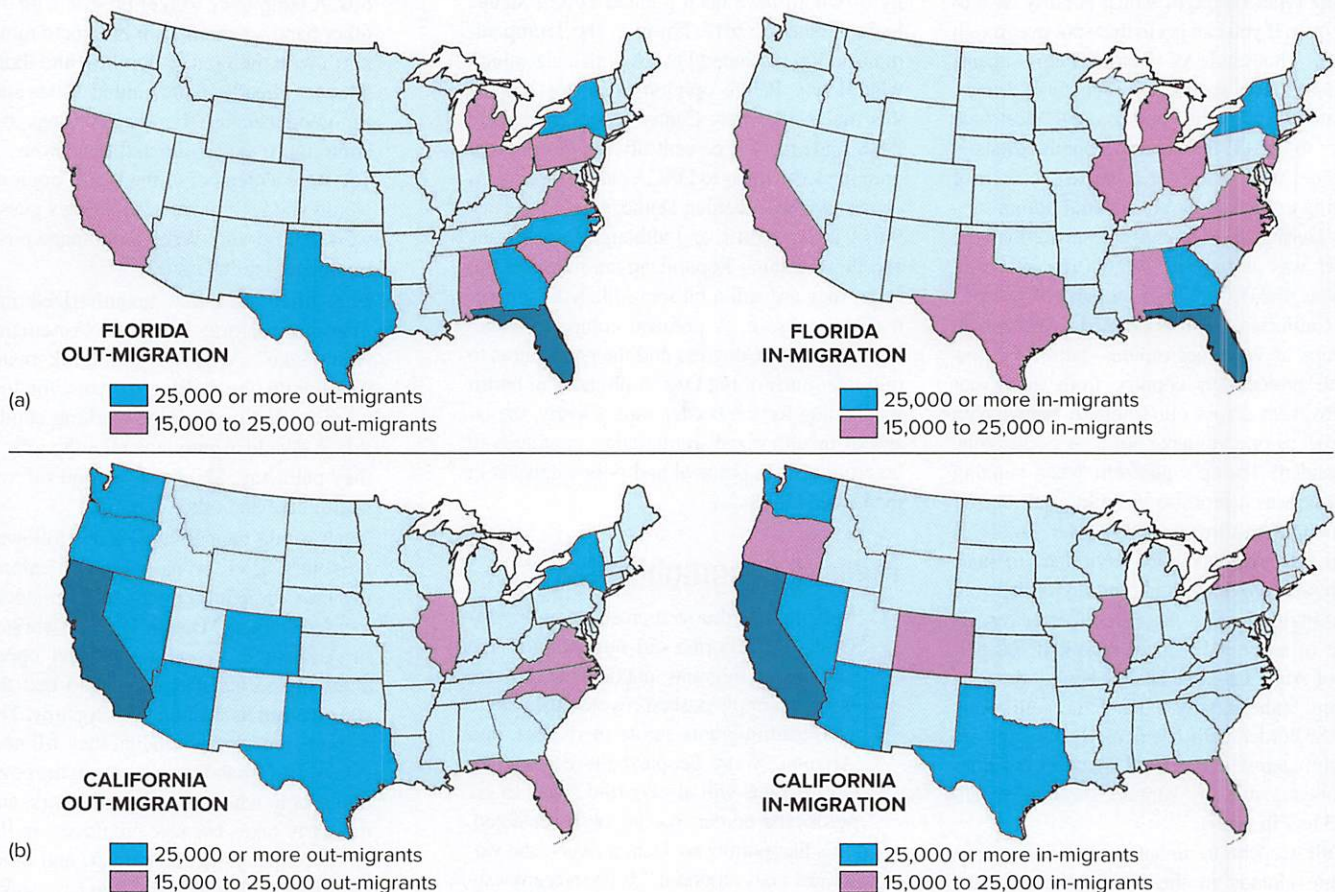 FLORIDA
OUT-MIGRATION
25,000 or more out-migrants
15,000 to 25,000 out-migrants
(a)
FLORIDA
IN-MIGRATION
25,000 or more in-migrants
15,000 to 25,000 in-migrants
CALIFORNIA
OUT-MIGRATION
25,000 or more out-migrants
15,000 to 25,000 out-migrants
(b)
CALIFORNIA
IN-MIGRATION
25,000 or more in-migrants
15,000 to 25,000 in-migrants